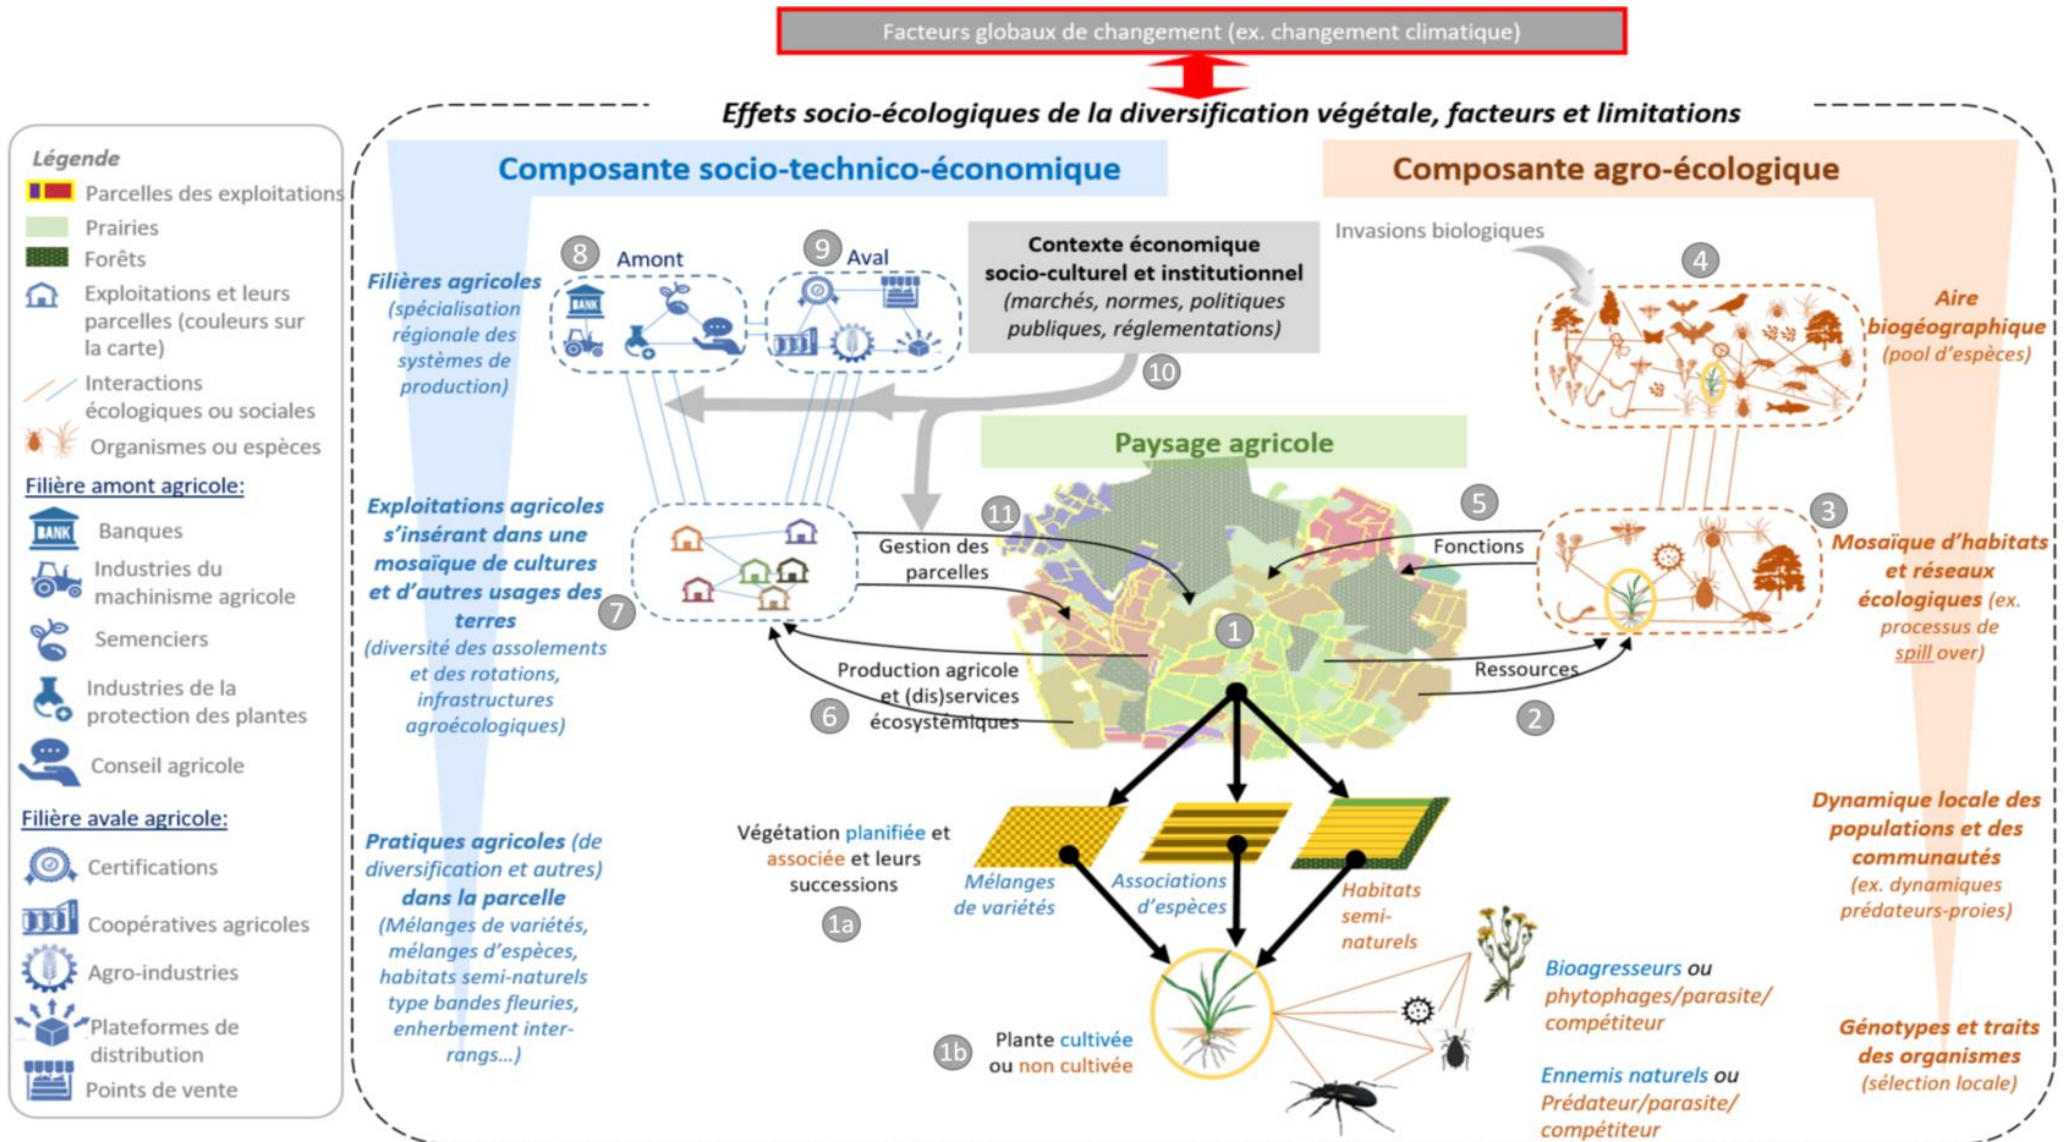 Facteurs globaux de changement (ex. changement climatique)
Effets socio-écologiques de la diversification végétale, facteurs et limitations
Légende
Parcelles des exploitations
Prairies
Forêts
Exploitations et leurs
parcelles (couleurs sur
la carte)
Interactions
écologiques ou sociales
Organismes ou espèces
Filière amont agricole:
BANK
Banques
Industries du
machinisme agricole
Semenciers
Industries de la
protection des plantes
Conseil agricole
Filière avale agricole:
Certifications
Coopératives agricoles
Agro-industries
Plateformes de
distribution
Points de vente
Composante socio-technico-économique
Filières agricoles
(spécialisation
régionale des
systèmes de
production)
8
Amont
BANK
9
Aval
Contexte économique
socio-culturel et institutionnel
(marchés, normes, politiques
publiques, réglementations)
10
Exploitations agricoles
s'insérant dans une
mosaïque de cultures
et d'autres usages des
terres
(diversité des assolements
et des rotations,
infrastructures
agroécologiques)
7
Gestion des
parcelles
11
Production agricole
et (dis)services
écosystémiques
6
Pratiques agricoles (de
diversification et autres)
dans la parcelle
(Mélanges de variétés,
mélanges d'espèces,
habitats semi-naturels
type bandes fleuries,
enherbement inter-
rangs...)
Paysage agricole
1
Végétation planifiée et
associée et leurs
successions
1a
Mélanges
de variétés
Associations
d'espèces
Habitats
semi-
naturels
1b
Plante cultivée
ou non cultivée
Bioagresseurs ou
phytophages/parasite/
compétiteur
Ennemis naturels ou
Prédateur/parasite/
compétiteur
Composante agro-écologique
Invasions biologiques
4
Aire
biogéographique
(pool d'espèces)
5
Fonctions
3
Mosaïque d'habitats
et réseaux
écologiques (ex.
processus de
spill over)
Ressources
2
Dynamique locale des
populations et des
communautés
(ex. dynamiques
prédateurs-proies)
Génotypes et traits
des organismes
(sélection locale)